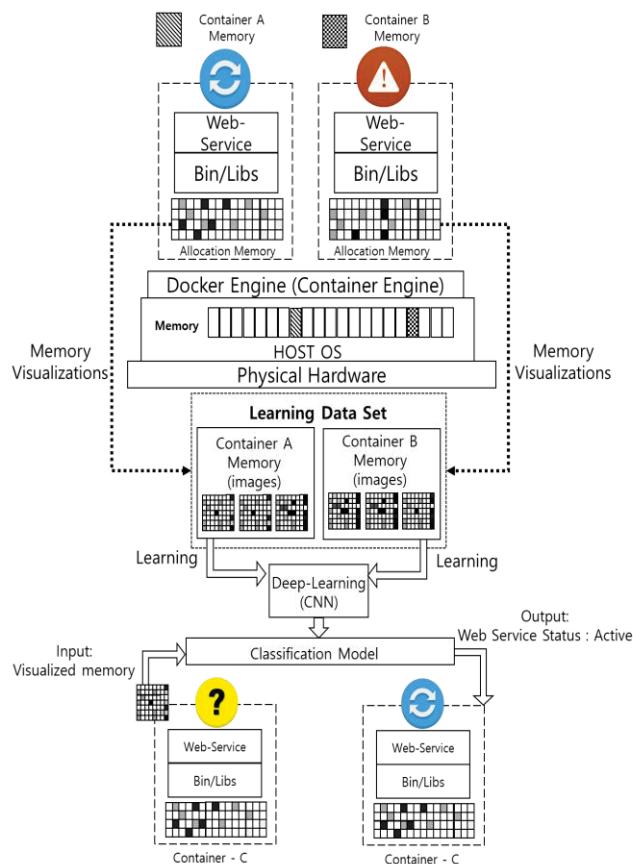 Container A
Memory
Container B
Memory
Web-
Service
Bin/Libs
Allocation Memory
Web-
Service
Bin/Libs
Allocation Memory
Docker Engine (Container Engine)
Memory
HOST OS
Physical Hardware
Memory
Visualizations
Memory
Visualizations
Learning Data Set
Container A
Memory
(images)
Container B
Memory
(images)
Learning
Learning
Deep-Learning
(CNN)
Output:
Web Service Status : Active
Input:
Visualized memory
Classification Model
?
Web-Service
Bin/Libs
Container - C
Web-Service
Bin/Libs
Container - C